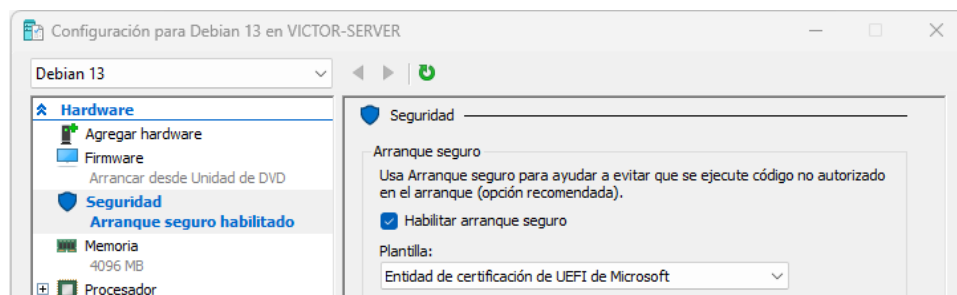 Configuración para Debian 13 en VICTOR-SERVER
Debian 13
Hardware
Agregar hardware
Firmware
Arrancar desde Unidad de DVD
Seguridad
Arranque seguro habilitado
Memoria
4096 MB
Procesador
Seguridad
Arranque seguro
Usa Arranque seguro para ayudar a evitar que se ejecute código no autorizado
en el arranque (opción recomendada).
Habilitar arranque seguro
Plantilla:
Entidad de certificación de UEFI de Microsoft